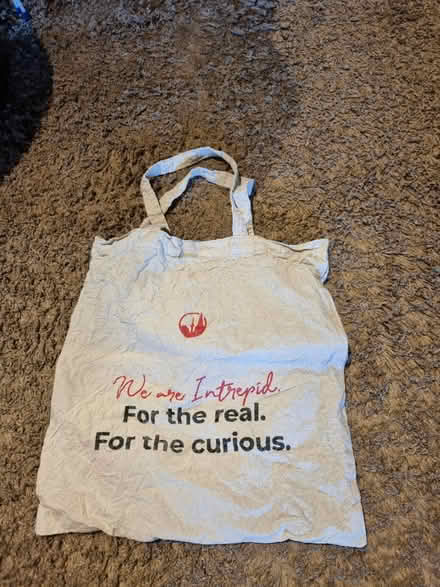 We are Intrepid.
For the real.
For the curious.